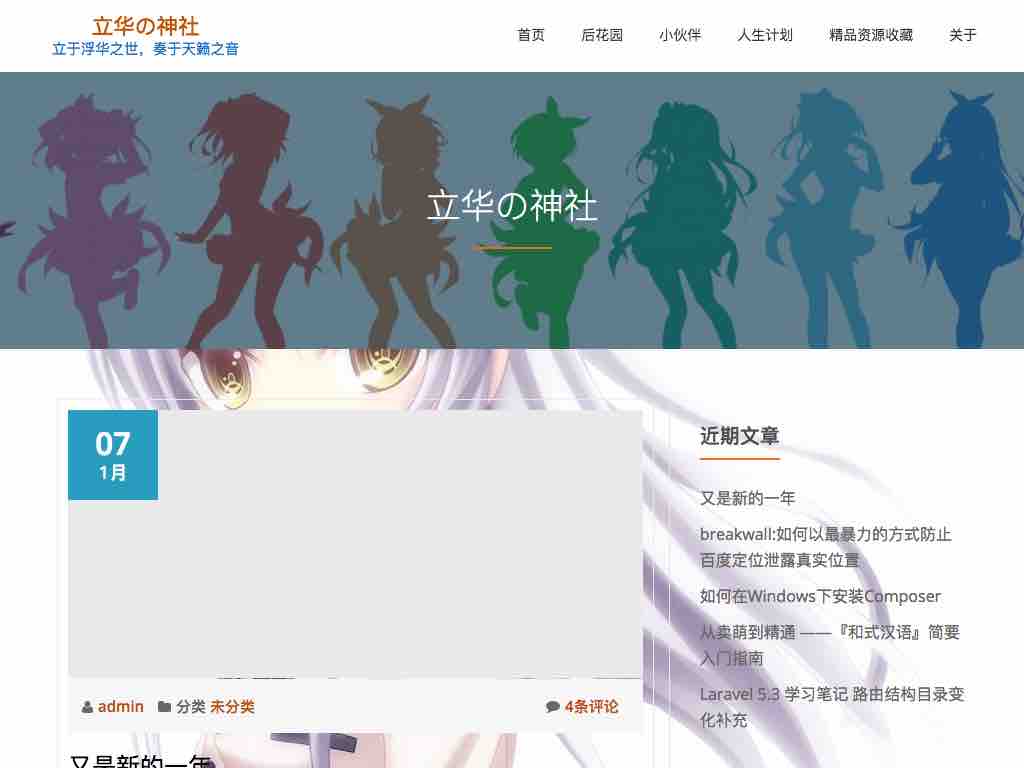 立华の神社
立于浮华之世，奏于天籁之音
首页 后花园 小伙伴 人生计划 精品资源收藏 关于
立华の神社
07
1月
admin 分类 未分类 4条评论
又是新的一年
近期文章
又是新的一年
breakwall:如何以最暴力的方式防止
百度定位泄露真实位置
如何在Windows下安装Composer
从卖萌到精通 ——『和式汉语』简要
入门指南
Laravel 5.3 学习笔记 路由结构目录变
化补充